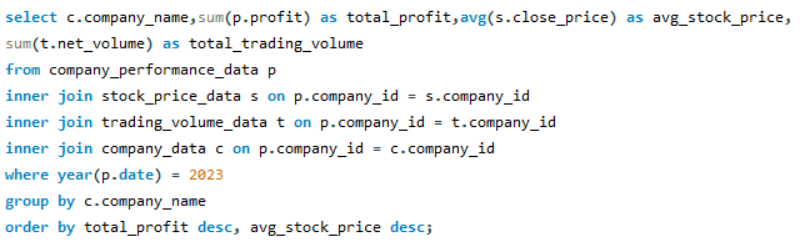 select c.company_name,sum(p.profit) as total_profit,avg(s.close_price) as avg_stock_price,
sum(t.net_volume) as total_trading_volume
from company_performance_data p
inner join stock_price_data s on p.company_id = s.company_id
inner join trading_volume_data t on p.company_id = t.company_id
inner join company_data c on p.company_id = c.company_id
where year(p.date) = 2023
group by c.company_name
order by total_profit desc, avg_stock_price desc;